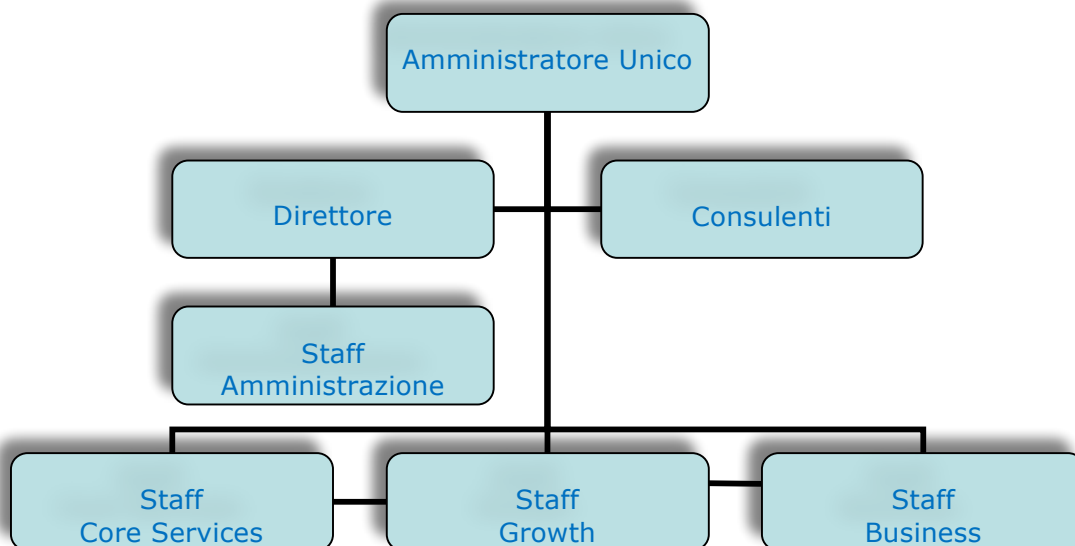 Amministratore Unico
Direttore
Consulenti
Staff
Amministrazione
Staff
Core Services
Staff
Growth
Staff
Business